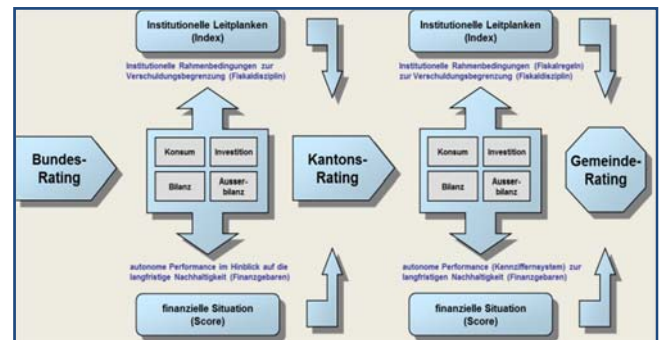 Institutionelle Leitplanken
(Index)
Institutionelle Rahmenbedingungen zur
Verschuldungsbegrenzung (Fiskaldisziplin)
Bundes-
Rating
Konsum
Investition
Bilanz
Ausser-
bilanz
autonome Performance im Hinblick auf die
langfristige Nachhaltigkeit (Finanzgebaren)
finanzielle Situation
(Score)
Kantons-
Rating
Institutionelle Leitplanken
(Index)
Institutionelle Rahmenbedingungen (Fiskalregeln)
zur Verschuldungsbegrenzung (Fiskaldisziplin)
Konsum
Investition
Bilanz
Ausser-
bilanz
autonome Performance (Kennziffernsystem) zur
langfristigen Nachhaltigkeit (Finanzgebaren)
finanzielle Situation
(Score)
Gemeinde-
Rating